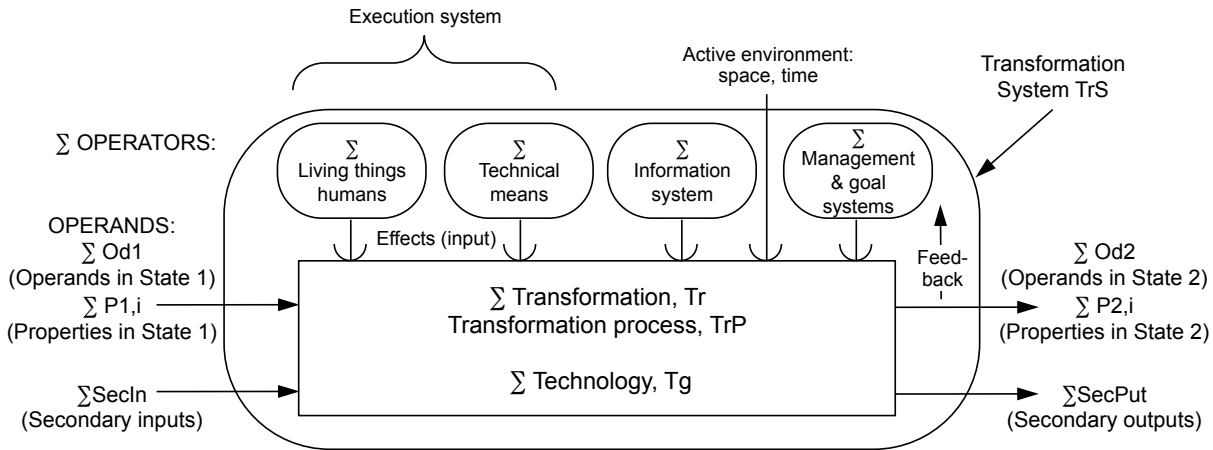 Execution system
Active environment:
space, time
Transformation
System TrS
∑ OPERATORS:
∑
Living things
humans
∑
Technical
means
∑
Information
system
∑
Management
& goal
systems
OPERANDS:
∑ Od1
(Operands in State 1)
∑ P1,i
(Properties in State 1)
Effects (input)
Feed-
back
∑ Od2
(Operands in State 2)
∑ P2,i
(Properties in State 2)
∑ Transformation, Tr
Transformation process, TrP
∑ Technology, Tg
∑SecIn
(Secondary inputs)
∑SecPut
(Secondary outputs)